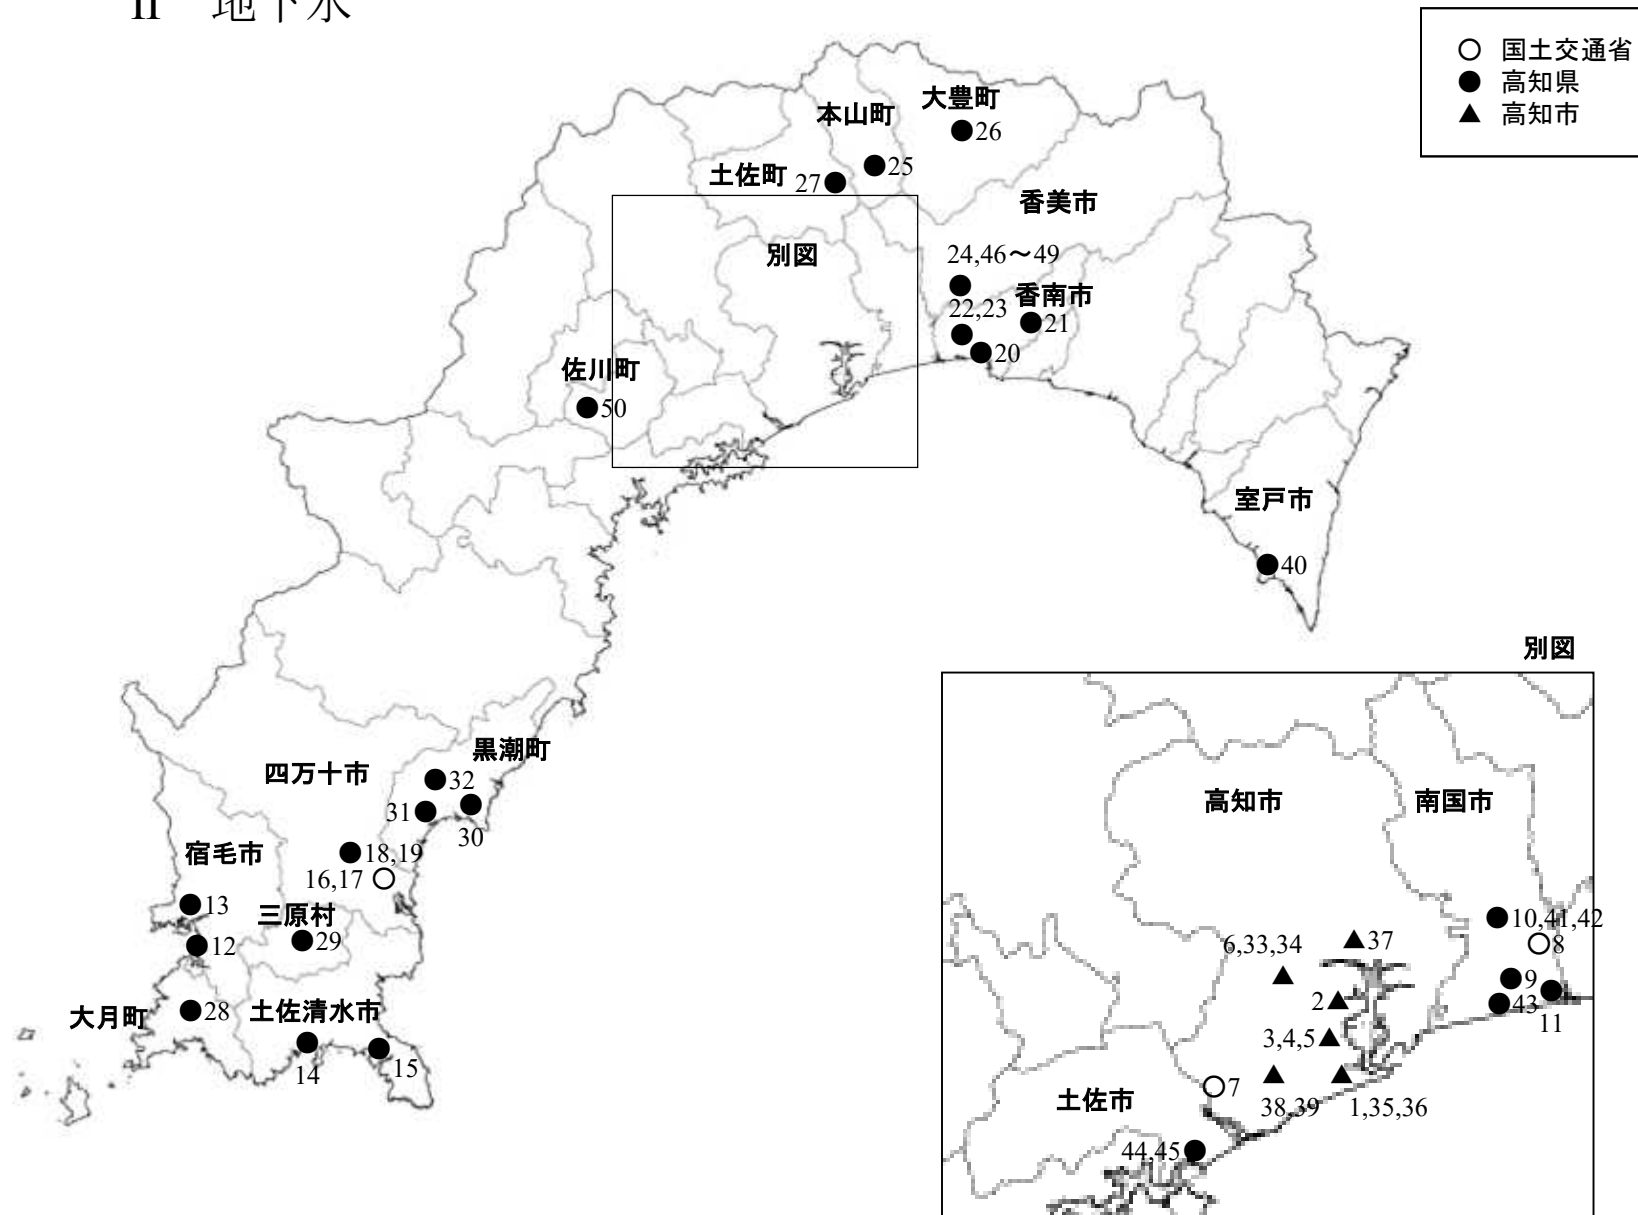 II 地下水
○ 国土交通省
● 高知県
▲ 高知市
大豊町
本山町
26
25
土佐町
27
香美市
別図
24,46～49
香南市
22,23
21
20
佐川町
50
室戸市
40
別図
黒潮町
四万十市
32
31
30
宿毛市
18,19
16,17
13
三原村
29
12
大月町
28
土佐清水市
14
15
高知市
南国市
10,41,42
6,33,34
37
8
9
2
43
11
3,4,5
7
土佐市
38,39
1,35,36
44,45